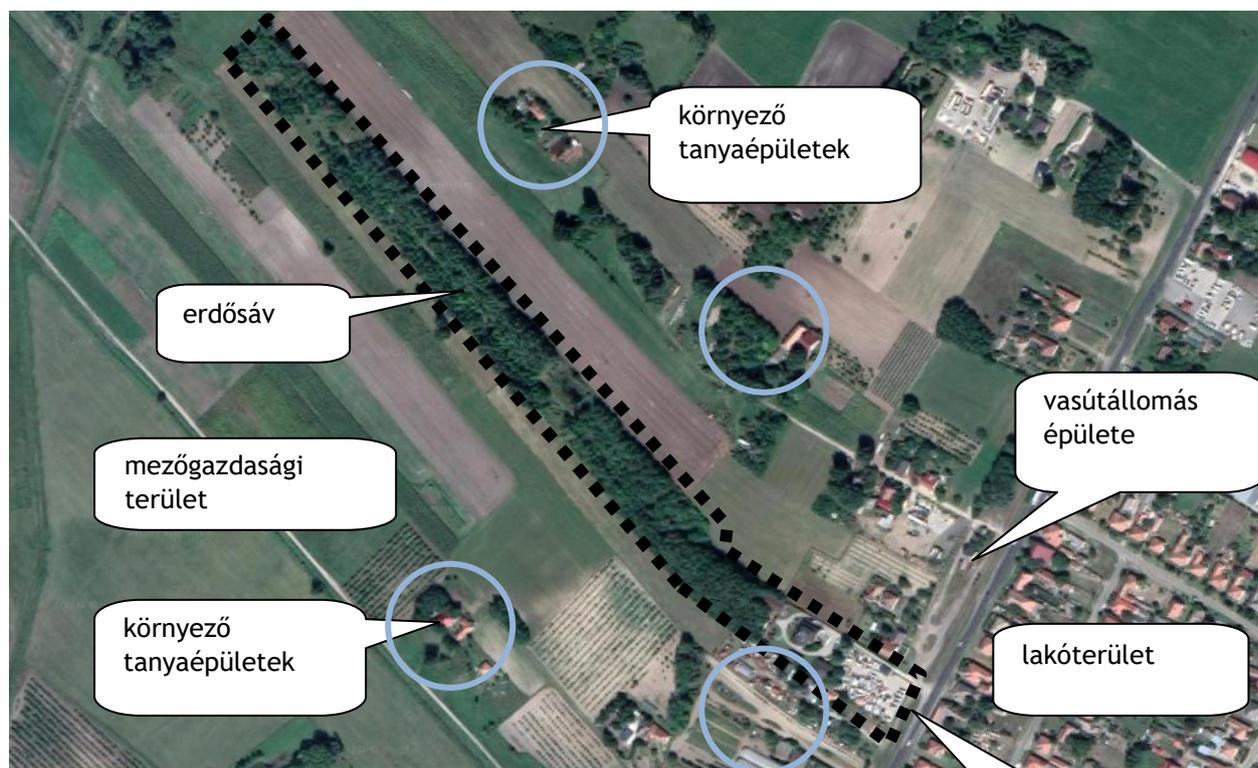 környező
tanyaépületek
erdősáv
vasútállomás
épülete
mezőgazdasági
terület
környező
tanyaépületek
lakóterület